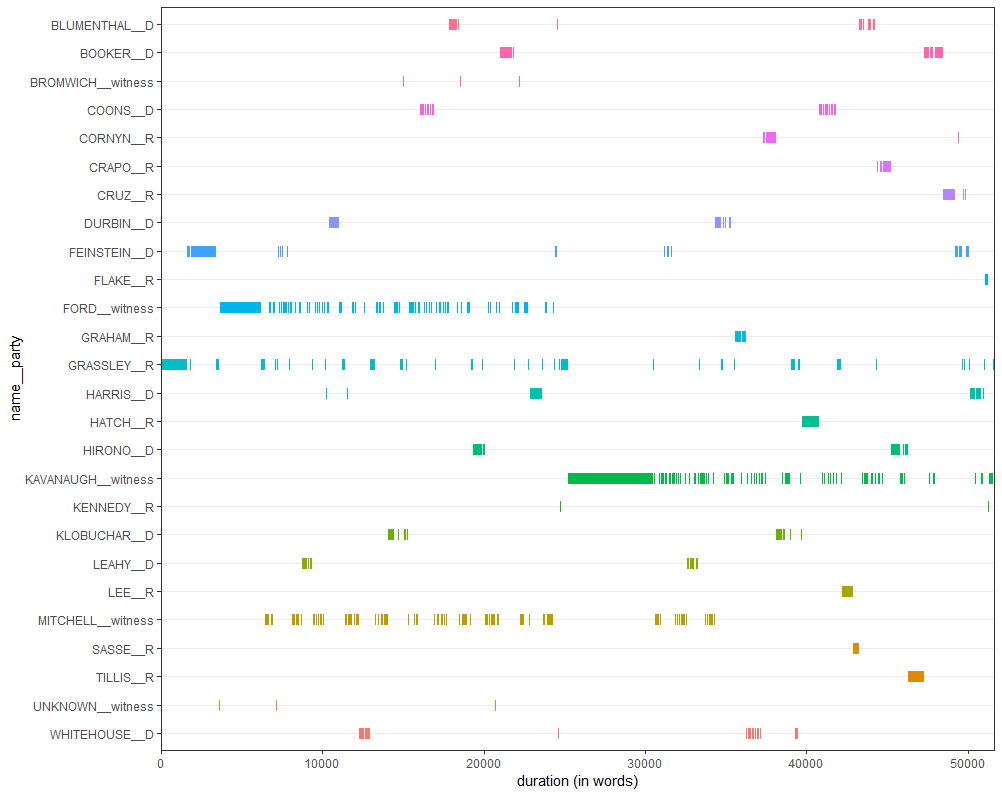 BLUMENTHAL__D
BOOKER__D
BROMWICH__witness
COONS__D
CORNYN__R
CRAPO__R
CRUZ__R
DURBIN__D
FEINSTEIN__D
FLAKE__R
FORD__witness
GRAHAM__R
GRASSLEY__R
HARRIS__D
HATCH__R
HIRONO__D
KAVANAUGH__witness
KENNEDY__R
KLOBUCHAR__D
LEAHY__D
LEE__R
MITCHELL__witness
SASSE__R
TILLIS__R
UNKNOWN__witness
WHITEHOUSE__D
name__party
0 10000 20000 30000 40000 50000
duration (in words)